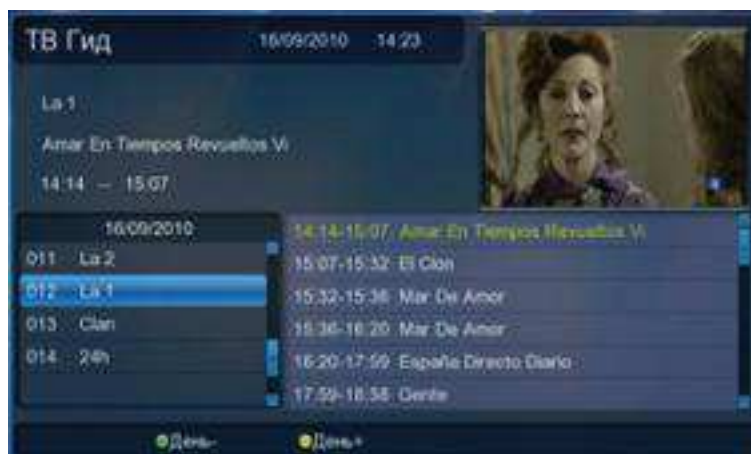 ТВ Гид 16/09/2010 14:23
La 1
Amar En Tiempos Revueltos Vi
14:14 – 15:07
16/09/2010
011 La 2
012 La 1
013 Clan
014 24h
14:14-15:07 Amar En Tiempos Revueltos Vi
15:07-15:32 El Clon
15:32-15:36 Mar De Amor
15:36-16:20 Mar De Amor
16:20-17:59 España Directo Diario
17:59-18:58 Gente
День- День+